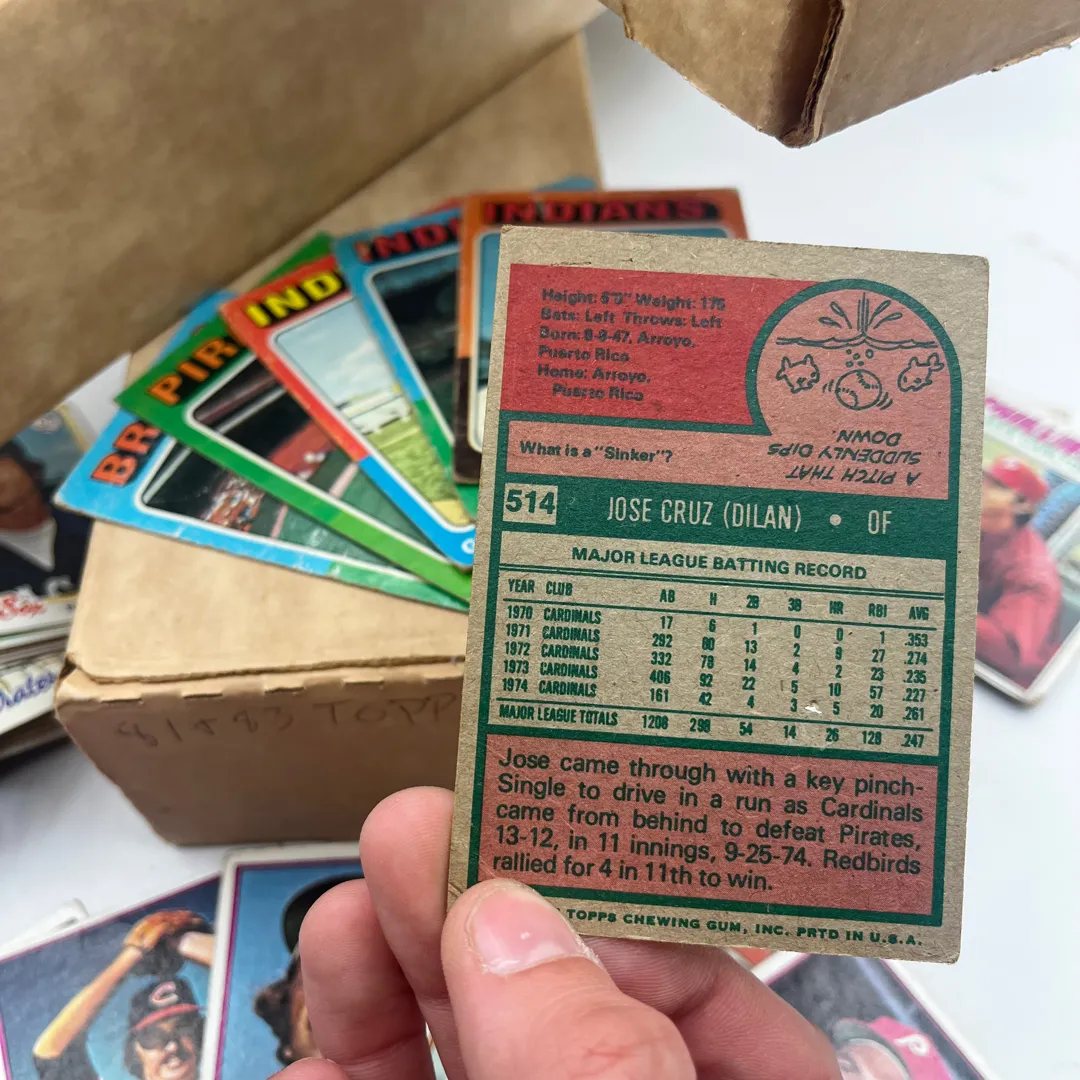 INDIANS
IND
IND
PIR
BR
Height: 6'0" Weight: 175
Bats: Left Throws: Left
Born: 8-8-47, Arroyo,
Puerto Rico
Home: Arroyo,
Puerto Rico
What is a "Sinker"?
A PITCH THAT
SUDDENLY DIPS
DOWN.
514 JOSE CRUZ (DILAN) • OF
MAJOR LEAGUE BATTING RECORD
YEAR CLUB AB H 2B 3B HR RBI AVG
1970 CARDINALS 17 6 1 0 0 1 .353
1971 CARDINALS 292 80 13 2 9 27 .274
1972 CARDINALS 332 78 14 4 2 23 .235
1973 CARDINALS 406 92 22 5 10 57 .227
1974 CARDINALS 161 42 4 3 5 20 .261
MAJOR LEAGUE TOTALS 1208 298 54 14 26 128 .247
Jose came through with a key pinch-
Single to drive in a run as Cardinals
came from behind to defeat Pirates,
13-12, in 11 innings, 9-25-74. Redbirds
rallied for 4 in 11th to win.
TOPPS CHEWING GUM, INC. PRTD IN U.S.A.
83 TOPP
Sox
C
P